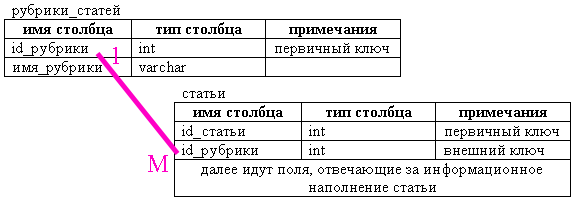 рубрики_статей
имя столбца тип столбца примечания
id_рубрики int первичный ключ
имя_рубрики varchar
1
статьи
имя столбца тип столбца примечания
id_статьи int первичный ключ
id_рубрики int внешний ключ
M
далее идут поля, отвечающие за информационное
наполнение статьи